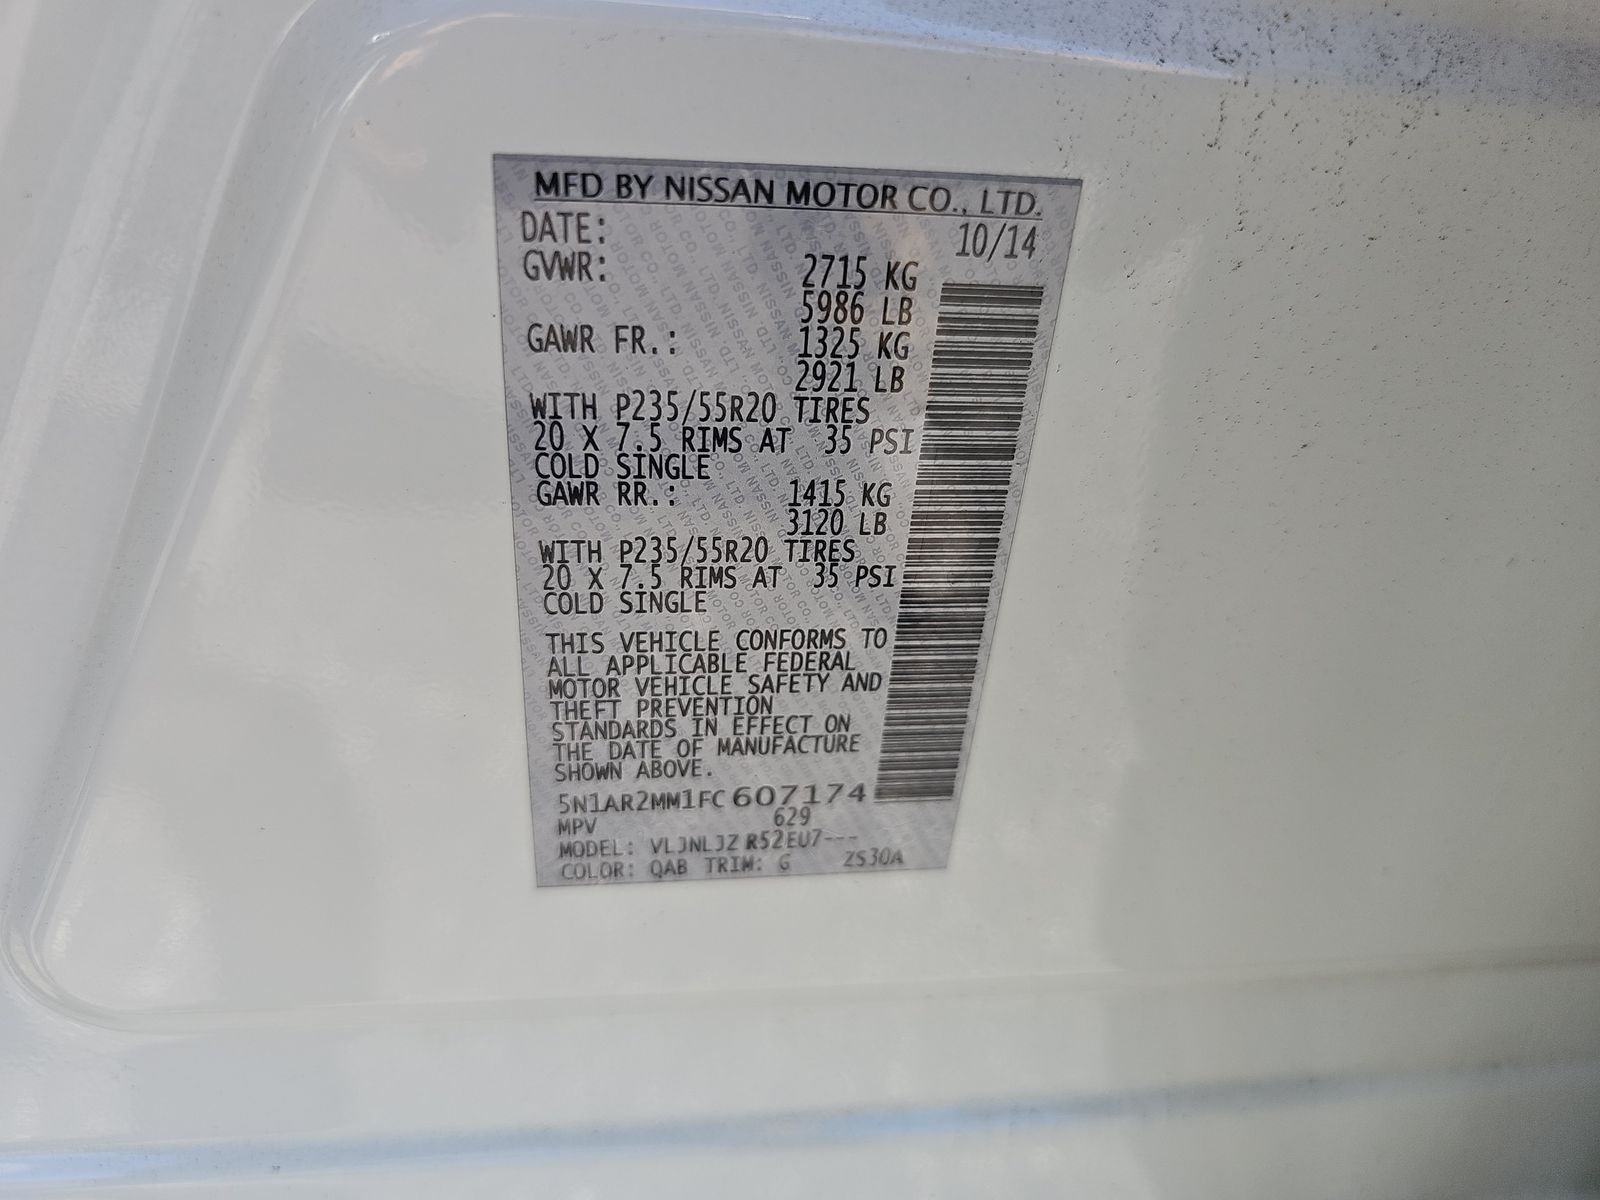 MFD BY NISSAN MOTOR CO., LTD.
DATE: 10/14
GVWR: 2715 KG
5986 LB
GAWR FR.: 1325 KG
2921 LB
WITH P235/55R20 TIRES
20 X 7.5 RIMS AT 35 PSI
COLD SINGLE
GAWR RR.: 1415 KG
3120 LB
WITH P235/55R20 TIRES
20 X 7.5 RIMS AT 35 PSI
COLD SINGLE
THIS VEHICLE CONFORMS TO
ALL APPLICABLE FEDERAL
MOTOR VEHICLE SAFETY AND
THEFT PREVENTION
STANDARDS IN EFFECT ON
THE DATE OF MANUFACTURE
SHOWN ABOVE.
5N1AR2MM1FC607174
MPV 629
MODEL: VLJNLJZ R52EU7---
COLOR: QAB TRIM: G ZS30A